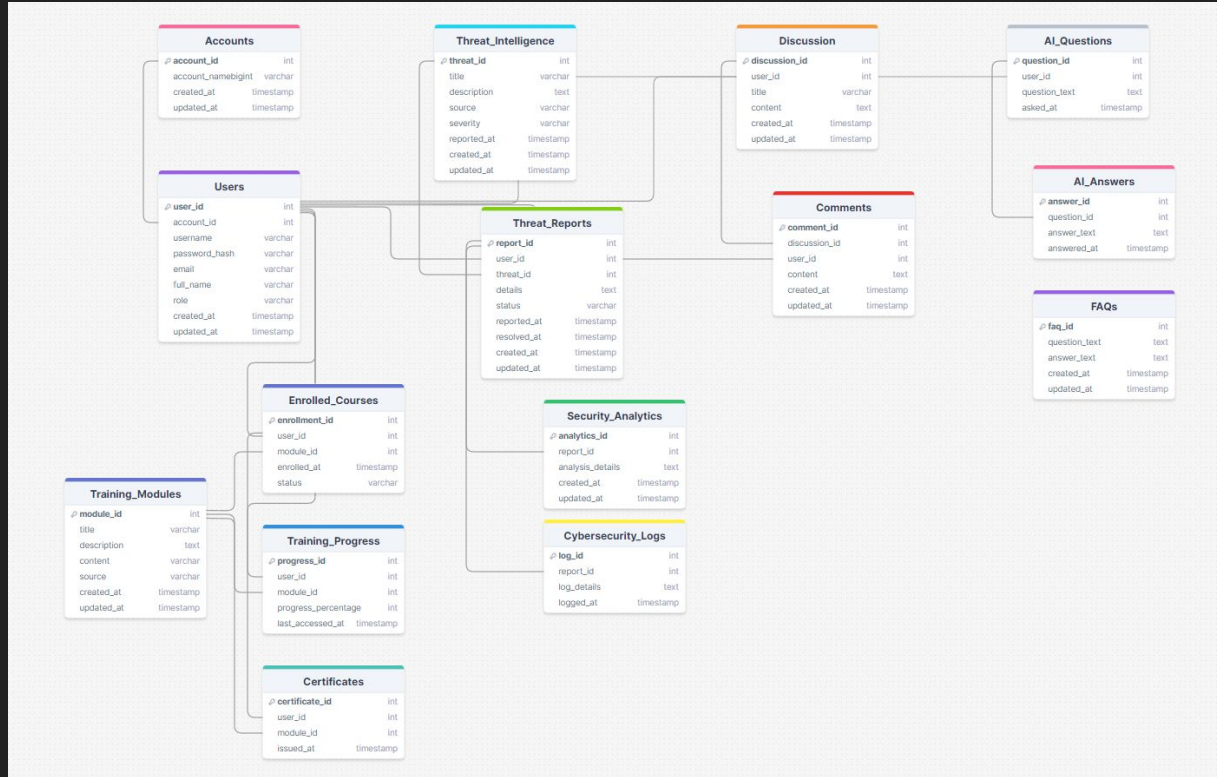 Accounts
account_id int
account_namebigint varchar
created_at timestamp
updated_at timestamp
Threat_Intelligence
threat_id int
title varchar
description text
source varchar
severity varchar
reported_at timestamp
created_at timestamp
updated_at timestamp
Discussion
discussion_id int
user_id int
title varchar
content text
created_at timestamp
updated_at timestamp
AI_Questions
question_id int
user_id int
question_text text
asked_at timestamp
Users
user_id int
account_id int
username varchar
password_hash varchar
email varchar
full_name varchar
role varchar
created_at timestamp
updated_at timestamp
Threat_Reports
report_id int
user_id int
threat_id int
details text
status varchar
reported_at timestamp
resolved_at timestamp
created_at timestamp
updated_at timestamp
Comments
comment_id int
discussion_id int
user_id int
content text
created_at timestamp
updated_at timestamp
AI_Answers
answer_id int
question_id int
answer_text text
answered_at timestamp
FAQs
faq_id int
question_text text
answer_text text
created_at timestamp
updated_at timestamp
Enrolled_Courses
enrollment_id int
user_id int
module_id int
enrolled_at timestamp
status varchar
Security_Analytics
analytics_id int
report_id int
analysis_details text
created_at timestamp
updated_at timestamp
Training_Modules
module_id int
title varchar
description text
content varchar
source varchar
created_at timestamp
updated_at timestamp
Training_Progress
progress_id int
user_id int
module_id int
progress_percentage int
last_accessed_at timestamp
Cybersecurity_Logs
log_id int
report_id int
log_details text
logged_at timestamp
Certificates
certificate_id int
user_id int
module_id int
issued_at timestamp